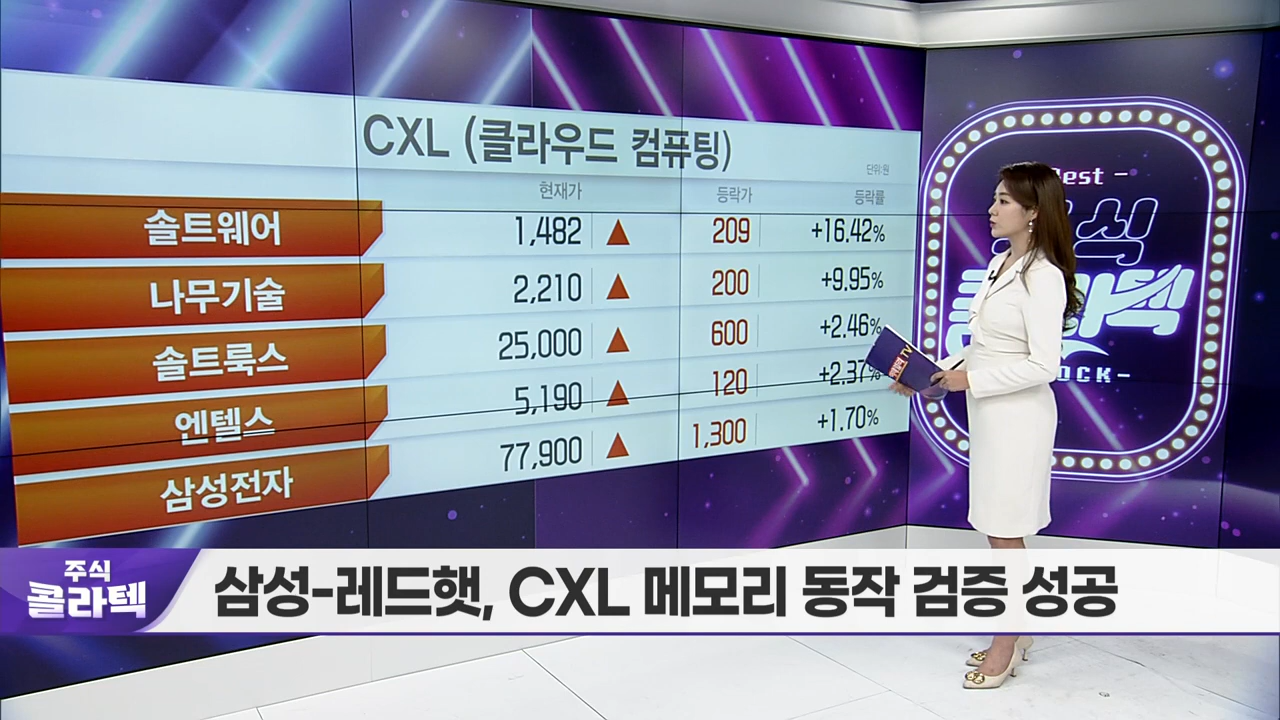 CXL (클라우드 컴퓨팅)
단위:원
현재가 등락가 등락률
솔트웨어 1,482 ▲ 209 +16.42%
나무기술 2,210 ▲ 200 +9.95%
솔트룩스 25,000 ▲ 600 +2.46%
엔텔스 5,190 ▲ 120 +2.37%
삼성전자 77,900 ▲ 1,300 +1.70%
TV
주식
콜라텍
삼성-레드햇, CXL 메모리 동작 검증 성공